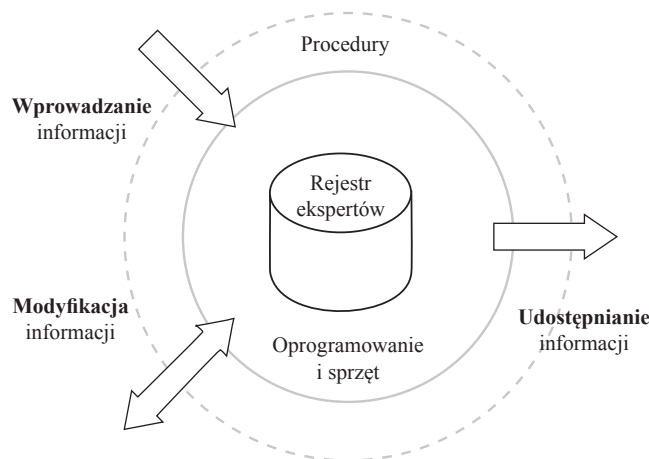 Procedury
Wprowadzanie
informacji
Rejestr
ekspertów
Modyfikacja
informacji
Udostępnianie
informacji
Oprogramowanie
i sprzęt